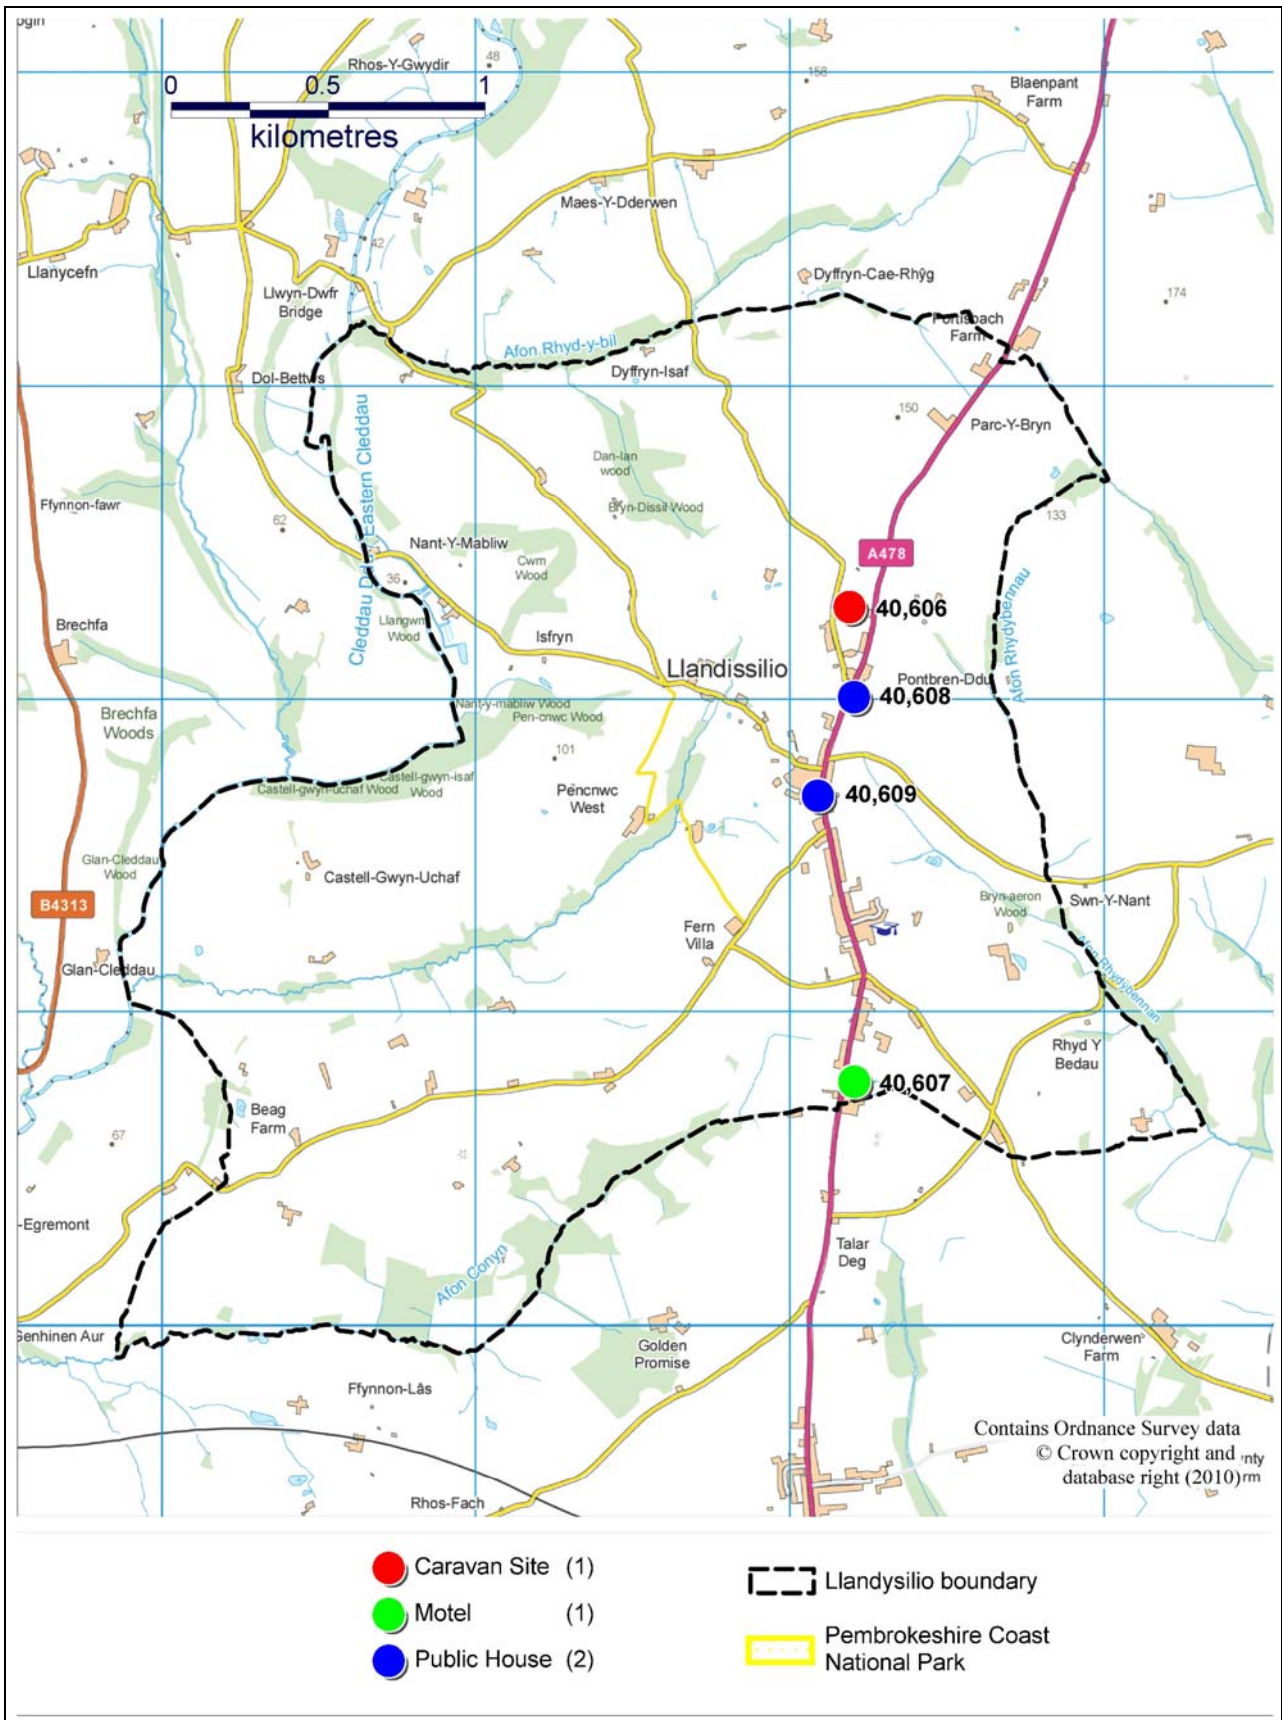 Rhos-Y-Gwydir
48
0 0.5 1
kilometres
158
Blaenpant
Farm
Maes-Y-Dderwen
42
Llanycefn
Llwyn-Dwfr
Bridge
Dyffryn-Cae-Rhŷg
174
Portisbach
Farm
Afon Rhyd-y-bil
Dyffryn-Isaf
Dol-Bettws
150
Parc-Y-Bryn
Dan-lan
wood
Bryn-Dissil Wood
Ffynnon-fawr
62
133
Nant-Y-Mabliw
Cwm
Wood
A478
36
Llangwm
Wood
40,606
Afon Rhydybennau
Brechfa
Isfryn
Llandissilio
Pontbren-Ddu
40,608
Nant-y-mabliw Wood
Pen-cnwc Wood
Brechfa
Woods
101
Castell-gwyn-isaf
Wood
Castell-gwyn-uchaf Wood
Pencnwc
West
40,609
Glan-Cleddau
Wood
Castell-Gwyn-Uchaf
B4313
Bryn-aeron
Wood
Swn-Y-Nant
Fern
Villa
Glan-Cleddau
Afon Rhydybennan
Rhyd Y
Bedau
40,607
Beag
Farm
67
-Egremont
Talar
Deg
Afon Conyn
Senhinen Aur
Golden
Promise
Clynderwen
Farm
Ffynnon-Lâs
Rhos-Fach
Contains Ordnance Survey data
© Crown copyright and
database right (2010)
Caravan Site (1)
Motel (1)
Public House (2)
Llandysilio boundary
Pembrokeshire Coast
National Park